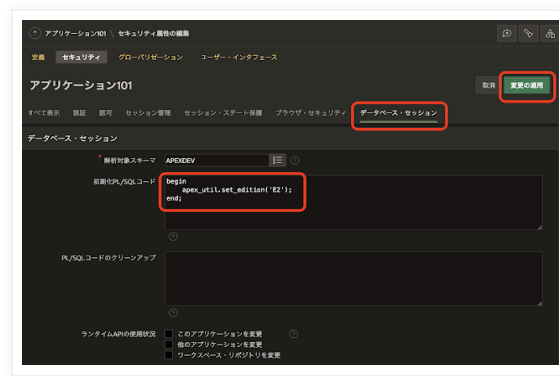 アプリケーション101 \ セキュリティ属性の編集
定義 セキュリティ グローバリゼーション ユーザー・インタフェース
アプリケーション101 取消 変更の適用
すべて表示 認証 認可 セッション管理 セッション・ステート保護 ブラウザ・セキュリティ データベース・セッション
データベース・セッション
* 解析対象スキーマ APEXDEV
初期化PL/SQLコード begin
apex_util.set_edition('E2');
end;
PL/SQLコードのクリーンアップ
ランタイムAPIの使用状況 このアプリケーションを変更
他のアプリケーションを変更
ワークスペース・リポジトリを変更